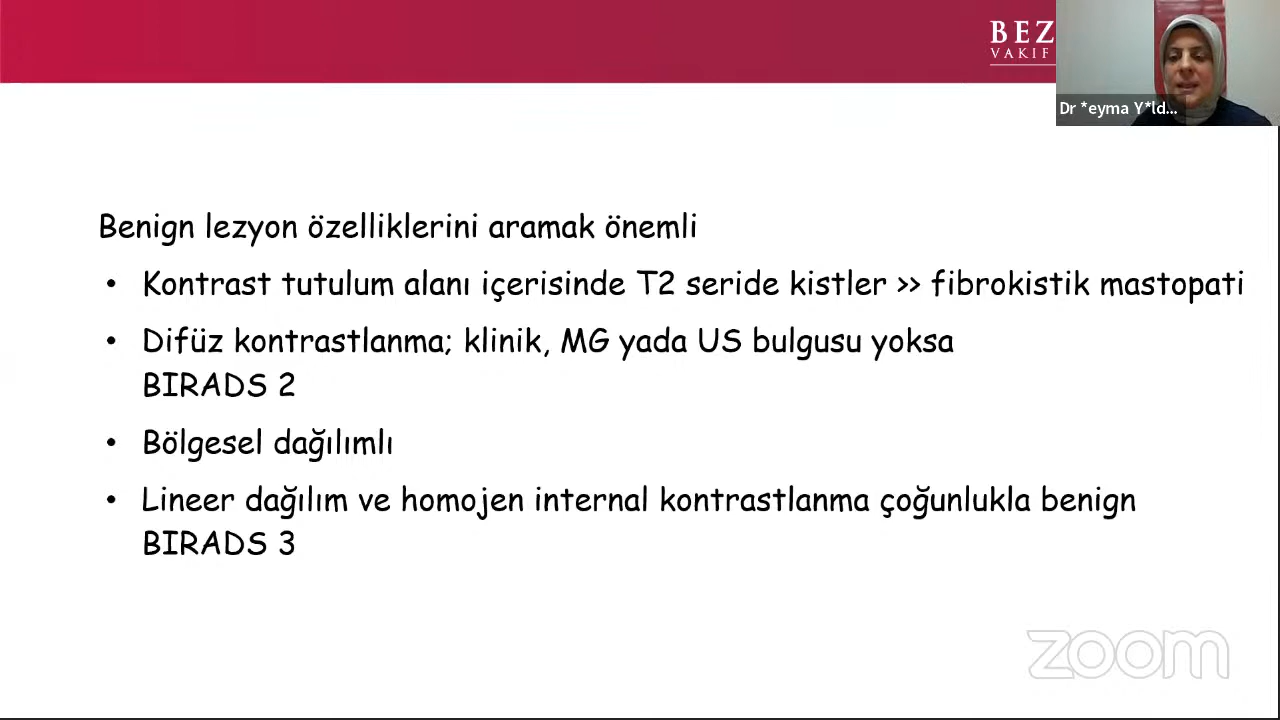 BEZ
VAKIF
Dr *eyma Y*ld...
Benign lezyon özelliklerini aramak önemli
• Kontrast tutulum alanı içerisinde T2 seride kistler >> fibrokistik mastopati
• Difüz kontrastlanma; klinik, MG yada US bulgusu yoksa
BIRADS 2
• Bölgesel dağılımlı
• Lineer dağılım ve homojen internal kontrastlanma çoğunlukla benign
BIRADS 3
zoom